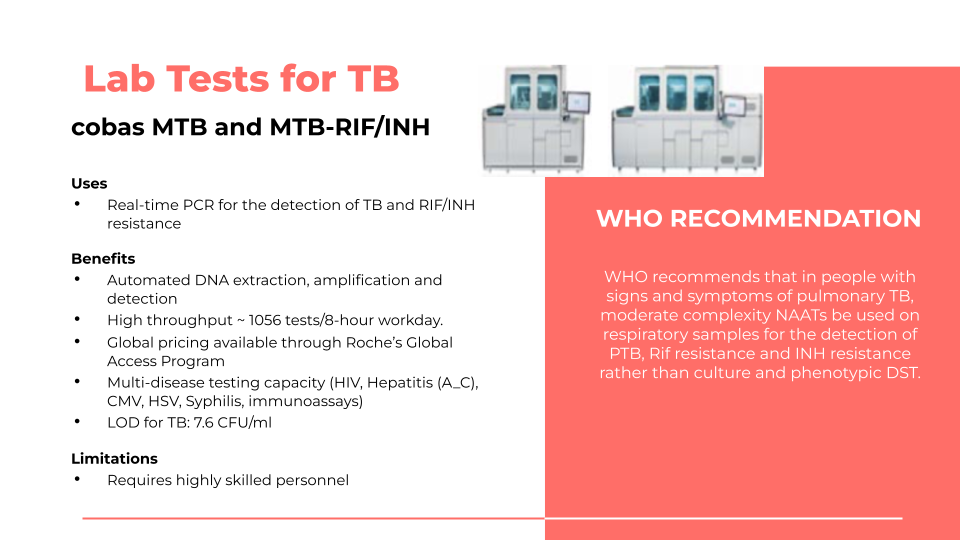 Lab Tests for TB
cobas MTB and MTB-RIF/INH
Uses
• Real-time PCR for the detection of TB and RIF/INH
resistance
Benefits
• Automated DNA extraction, amplification and
detection
• High throughput ~ 1056 tests/8-hour workday.
• Global pricing available through Roche’s Global
Access Program
• Multi-disease testing capacity (HIV, Hepatitis (A_C),
CMV, HSV, Syphilis, immunoassays)
• LOD for TB: 7.6 CFU/ml
Limitations
• Requires highly skilled personnel
WHO RECOMMENDATION
WHO recommends that in people with
signs and symptoms of pulmonary TB,
moderate complexity NAATs be used on
respiratory samples for the detection of
PTB, Rif resistance and INH resistance
rather than culture and phenotypic DST.